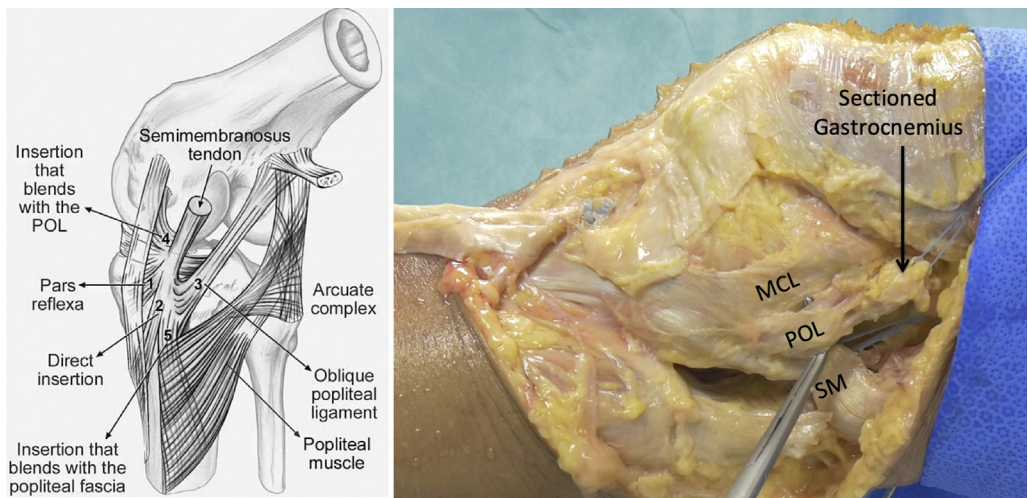 Semimembranosus
tendon
Insertion that
blends
with the
POL
4
Pars
reflexa
1
3
2
Direct
insertion
5
Arcuate
complex
Oblique
popliteal
ligament
Insertion that
blends with the
popliteal fascia
Popliteal
muscle
Sectioned
Gastrocnemius
MCL
POL
SM